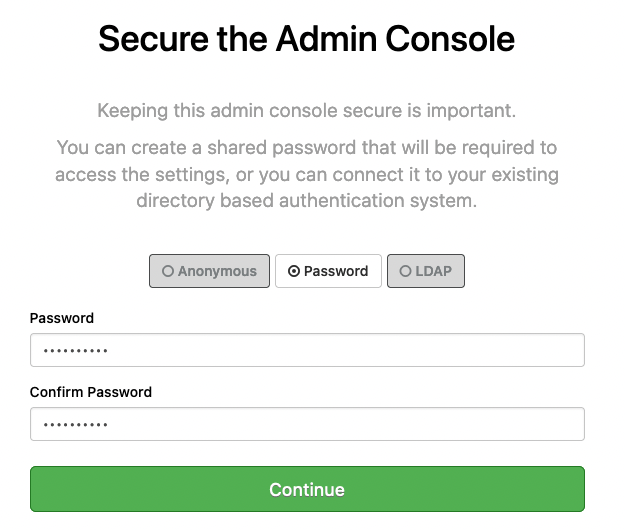 Secure the Admin Console
Keeping this admin console secure is important.
You can create a shared password that will be required to
access the settings, or you can connect it to your existing
directory based authentication system.
Anonymous Password LDAP
Password
••••••••••
Confirm Password
••••••••••
Continue